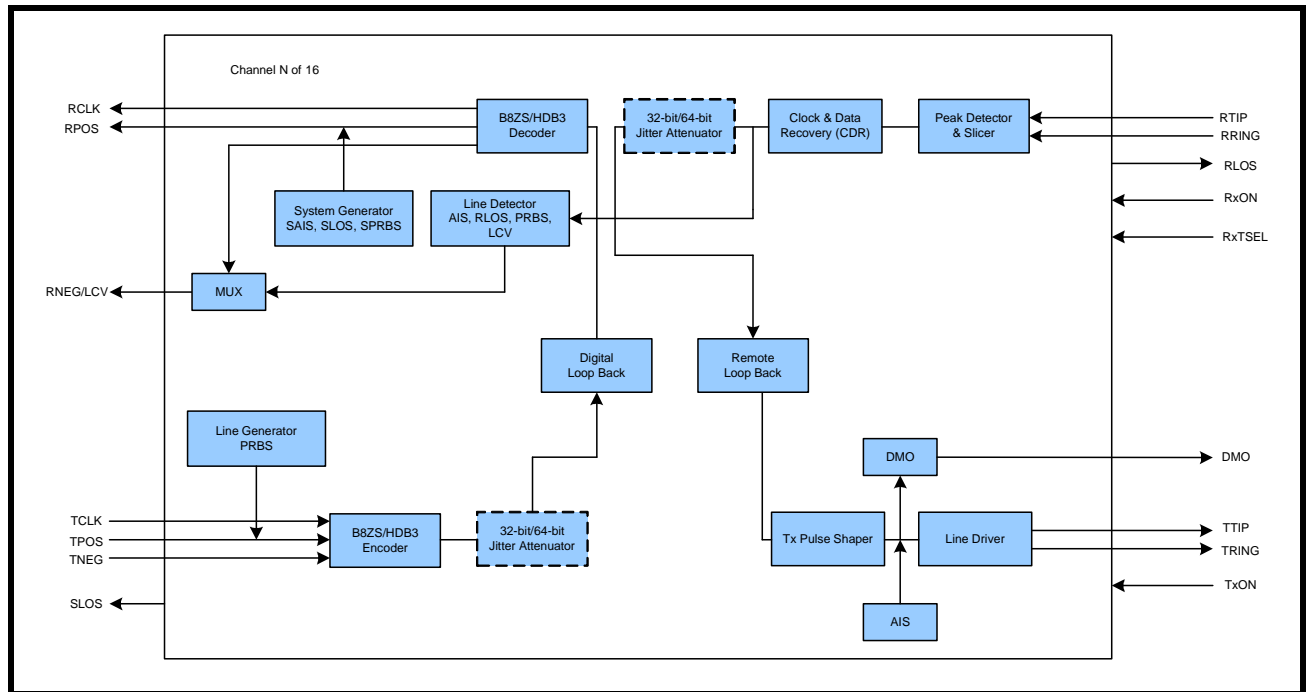 Channel N of 16
RCLK
RPOS
B8ZS/HDB3
Decoder
32-bit/64-bit
Jitter Attenuator
Clock & Data
Recovery (CDR)
Peak Detector
& Slicer
RTIP
RRING
RLOS
RxON
RxTSEL
System Generator
SAIS, SLOS, SPRBS
Line Detector
AIS, RLOS, PRBS,
LCV
RNEG/LCV
MUX
Digital
Loop Back
Remote
Loop Back
Line Generator
PRBS
DMO
DMO
TCLK
TPOS
TNEG
B8ZS/HDB3
Encoder
32-bit/64-bit
Jitter Attenuator
Tx Pulse Shaper
Line Driver
TTIP
TRING
TxON
SLOS
AIS